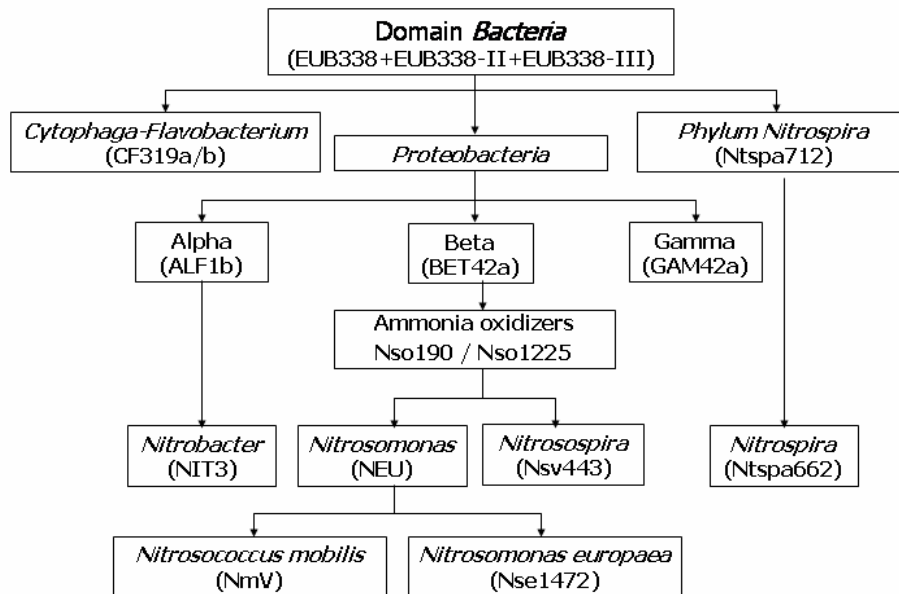 Domain Bacteria
(EUB338+EUB338-II+EUB338-III)
Cytophaga-Flavobacterium
(CF319a/b)
Proteobacteria
Phylum Nitrospira
(Ntspa712)
Alpha
(ALF1b)
Beta
(BET42a)
Gamma
(GAM42a)
Ammonia oxidizers
Nso190 / Nso1225
Nitrobacter
(NIT3)
Nitrosomonas
(NEU)
Nitrosospira
(Nsv443)
Nitrospira
(Ntspa662)
Nitrosococcus mobilis
(NmV)
Nitrosomonas europaea
(Nse1472)